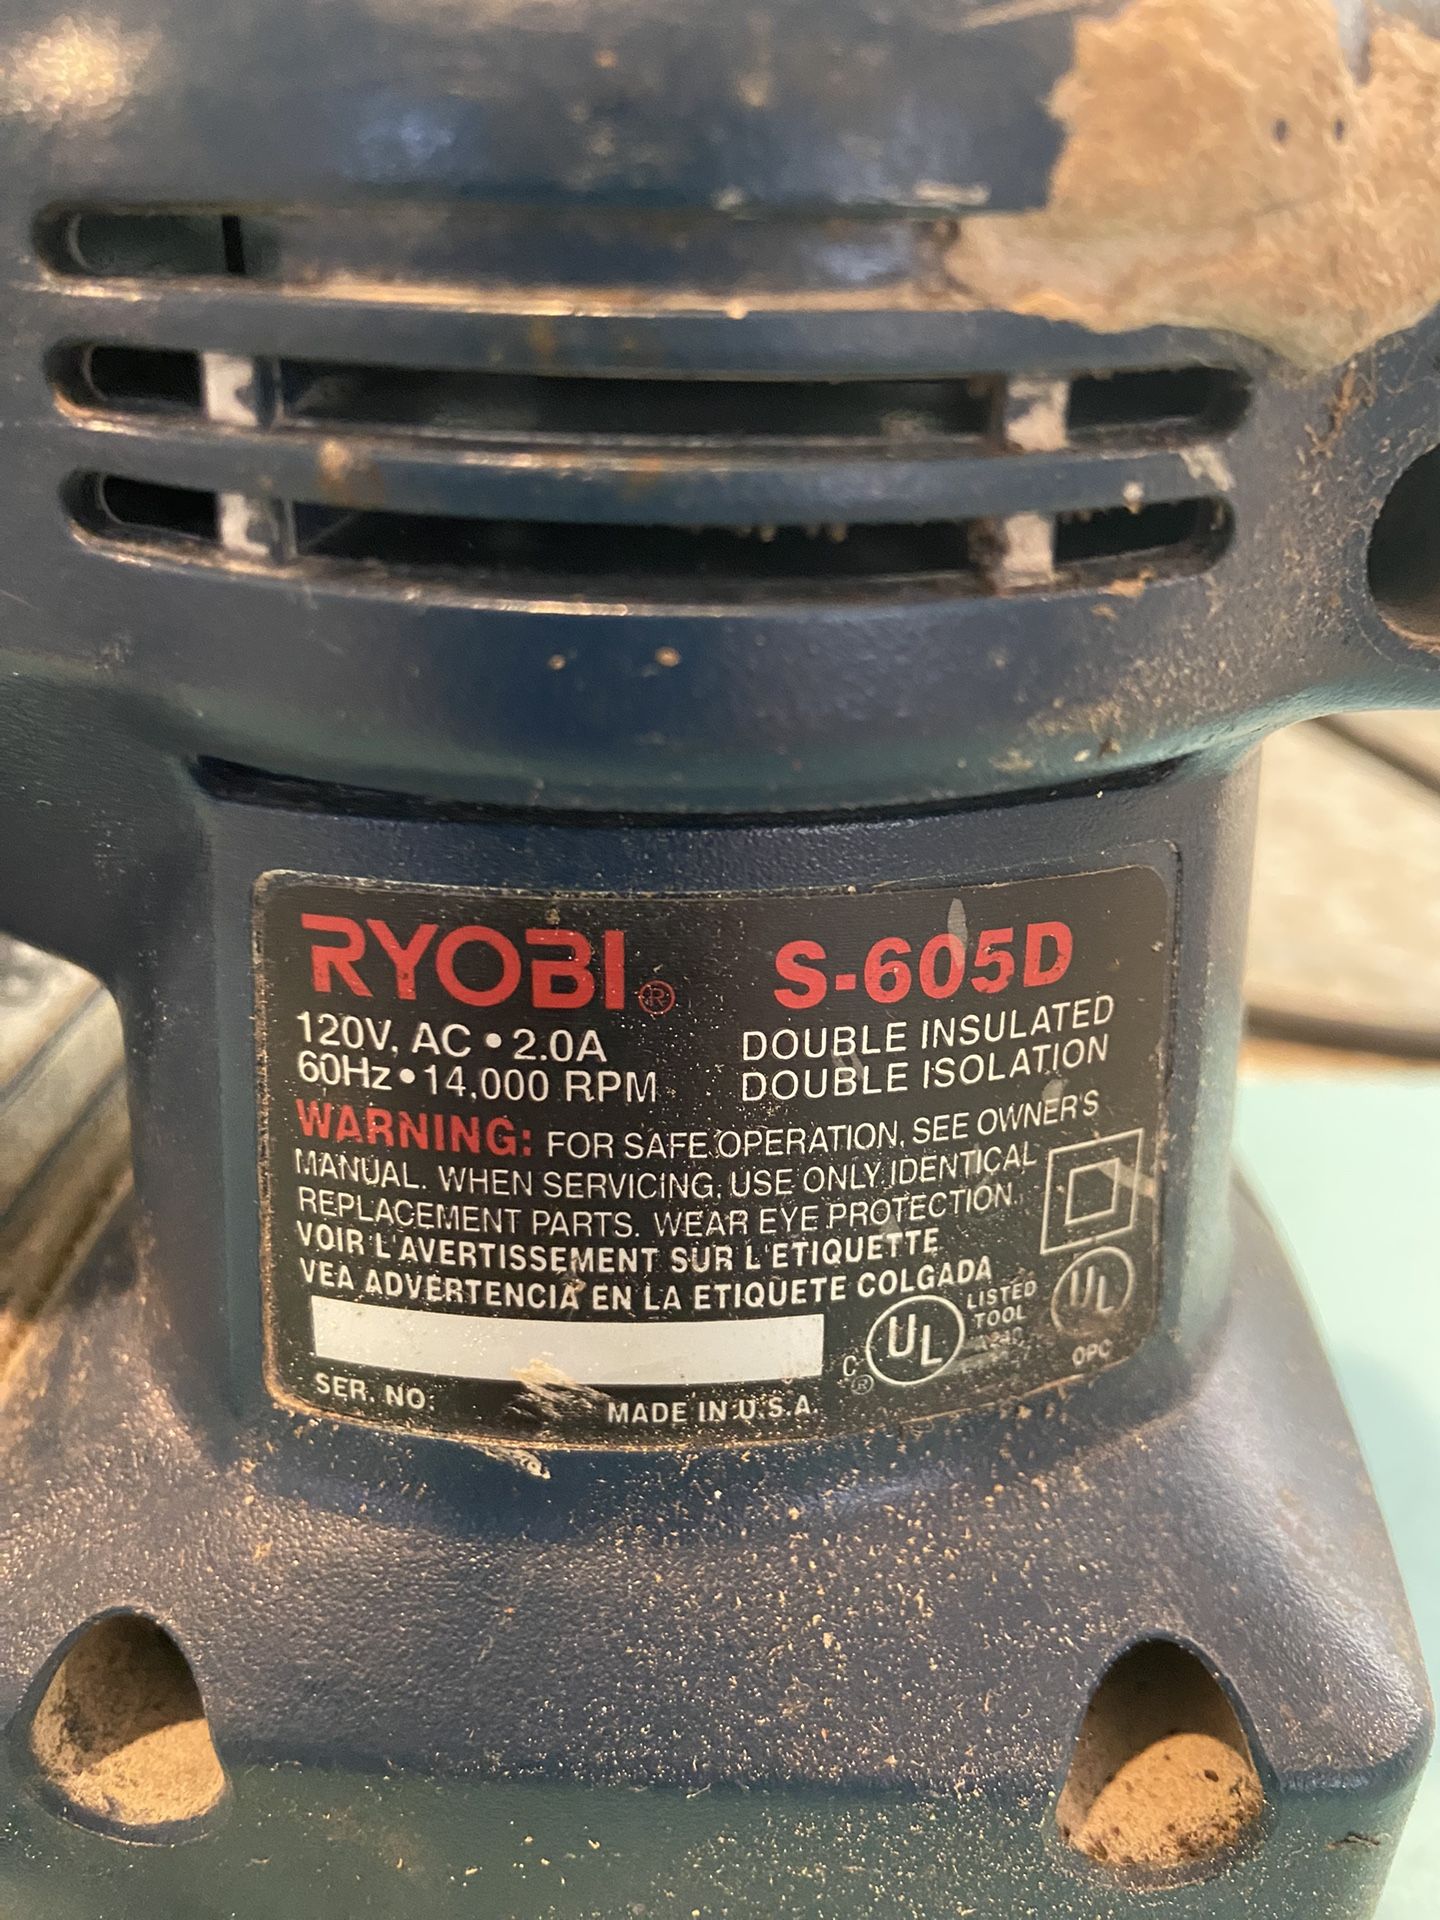 RYOBI® S-605D
120V, AC • 2.0A DOUBLE INSULATED
60Hz • 14,000 RPM DOUBLE ISOLATION
WARNING: FOR SAFE OPERATION, SEE OWNER'S
MANUAL. WHEN SERVICING, USE ONLY IDENTICAL
REPLACEMENT PARTS. WEAR EYE PROTECTION.
VOIR L'AVERTISSEMENT SUR L'ETIQUETTE
VEA ADVERTENCIA EN LA ETIQUETE COLGADA
C UL ® LISTED
TOOL
UL
OPC
SER. NO. MADE IN U.S.A.